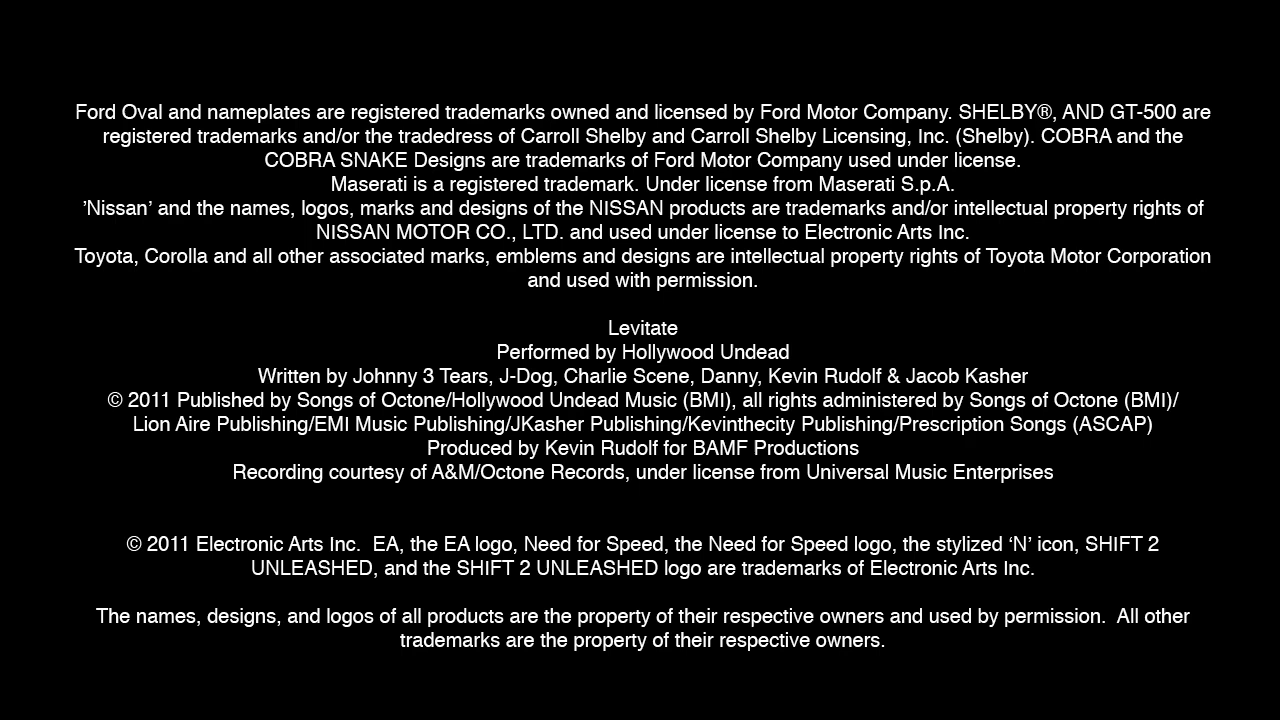 Ford Oval and nameplates are registered trademarks owned and licensed by Ford Motor Company. SHELBY®, AND GT-500 are
registered trademarks and/or the tradedress of Carroll Shelby and Carroll Shelby Licensing, Inc. (Shelby). COBRA and the
COBRA SNAKE Designs are trademarks of Ford Motor Company used under license.
Maserati is a registered trademark. Under license from Maserati S.p.A.
’Nissan’ and the names, logos, marks and designs of the NISSAN products are trademarks and/or intellectual property rights of
NISSAN MOTOR CO., LTD. and used under license to Electronic Arts Inc.
Toyota, Corolla and all other associated marks, emblems and designs are intellectual property rights of Toyota Motor Corporation
and used with permission.
Levitate
Performed by Hollywood Undead
Written by Johnny 3 Tears, J-Dog, Charlie Scene, Danny, Kevin Rudolf & Jacob Kasher
© 2011 Published by Songs of Octone/Hollywood Undead Music (BMI), all rights administered by Songs of Octone (BMI)/
Lion Aire Publishing/EMI Music Publishing/JKasher Publishing/Kevinthecity Publishing/Prescription Songs (ASCAP)
Produced by Kevin Rudolf for BAMF Productions
Recording courtesy of A&M/Octone Records, under license from Universal Music Enterprises
© 2011 Electronic Arts Inc.  EA, the EA logo, Need for Speed, the Need for Speed logo, the stylized ‘N’ icon, SHIFT 2
UNLEASHED, and the SHIFT 2 UNLEASHED logo are trademarks of Electronic Arts Inc.
The names, designs, and logos of all products are the property of their respective owners and used by permission.  All other
trademarks are the property of their respective owners.